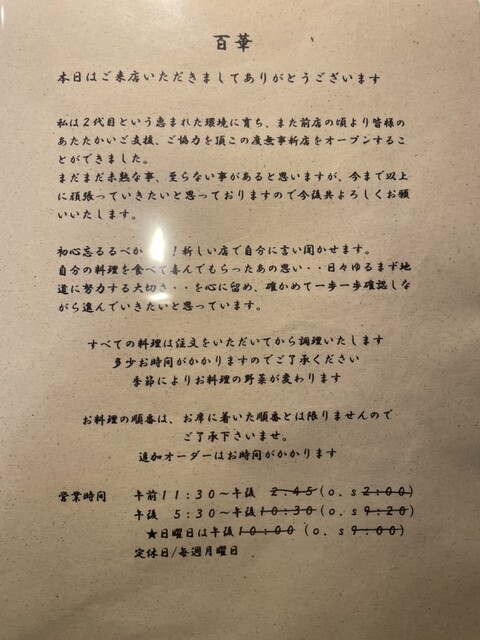 百華
本日はご来店いただきましてありがとうございます
私は2代目という恵まれた環境に育ち、また前店の頃より皆様の
あたたかいご支援、ご協力を頂この度無事新店をオープンするこ
とができました。
まだまだ未熟な事、至らない事があると思いますが、今まで以上
に頑張っていきたいと思っておりますので今後共よろしくお願
いいたします。
初心忘るるべか！新しい店で自分に言い聞かせます。
自分の料理を食べて喜んでもらったあの思い・・日々ゆるまず地
道に努力する大切さ・・を心に留め、確かめて一歩一歩確認しな
がら進んでいきたいと思っています。
すべての料理は注文をいただいてから調理いたします
多少お時間がかかりますのでご了承ください
季節によりお料理の野菜が変わります
お料理の順番は、お席に着いた順番とは限りませんので
ご了承下さいませ。
追加オーダーはお時間がかかります
営業時間　午前11:30〜午後 2:45(o.s2:00)
午後 5:30〜午後 10:30(o.s9:20)
★日曜日は午後10:00 (o.s9:00)
定休日/毎週月曜日